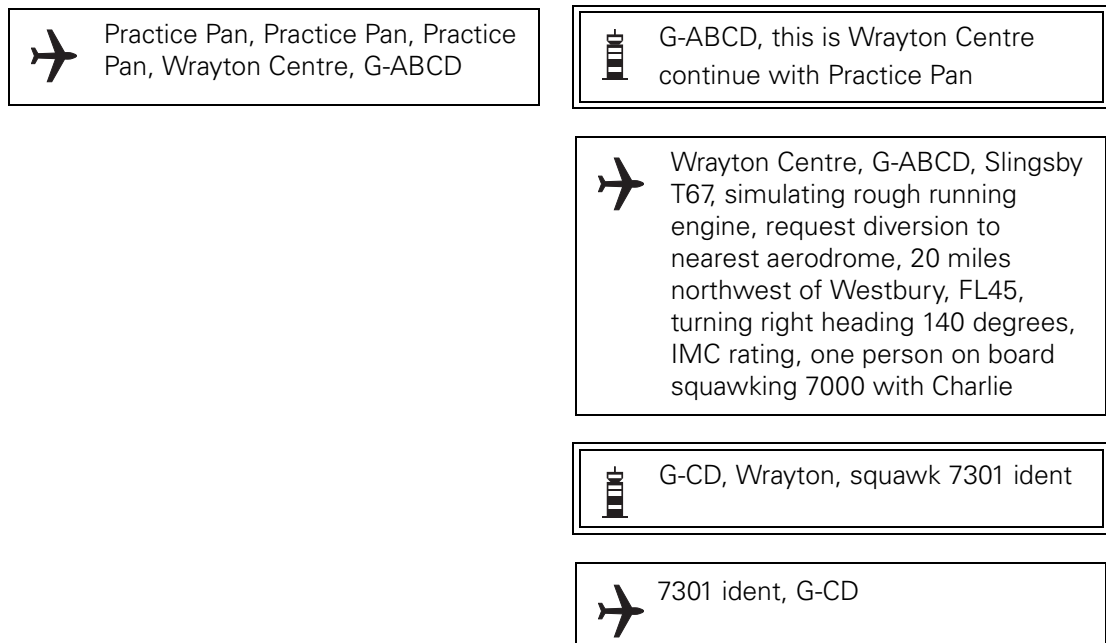 Practice Pan, Practice Pan, Practice
Pan, Wrayton Centre, G-ABCD
G-ABCD, this is Wrayton Centre
continue with Practice Pan
Wrayton Centre, G-ABCD, Slingsby
T67, simulating rough running
engine, request diversion to
nearest aerodrome, 20 miles
northwest of Westbury, FL45,
turning right heading 140 degrees,
IMC rating, one person on board
squawking 7000 with Charlie
G-CD, Wrayton, squawk 7301 ident
7301 ident, G-CD